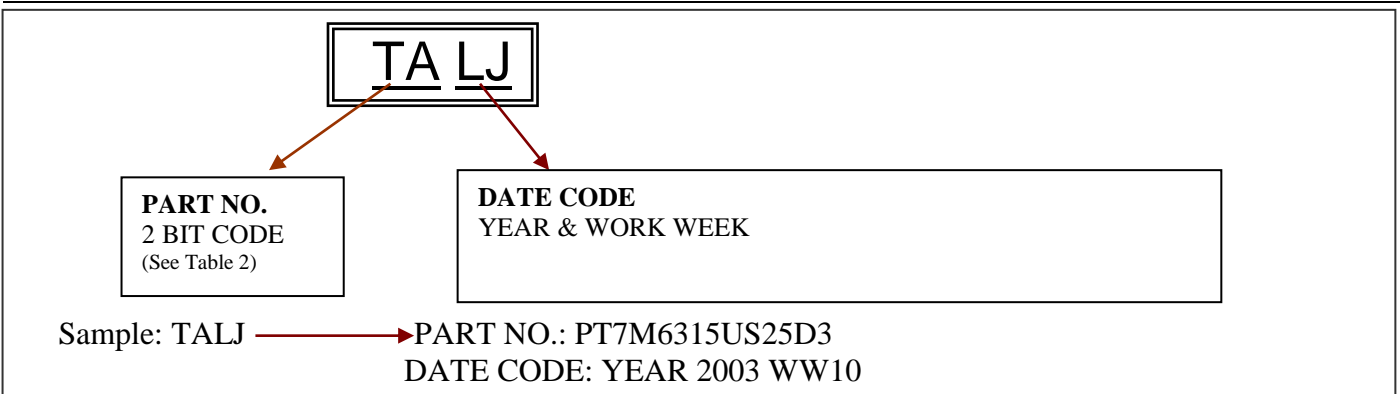 TA LJ
PART NO.
2 BIT CODE
(See Table 2)
DATE CODE
YEAR & WORK WEEK
Sample: TALJ PART NO.: PT7M6315US25D3
DATE CODE: YEAR 2003 WW10